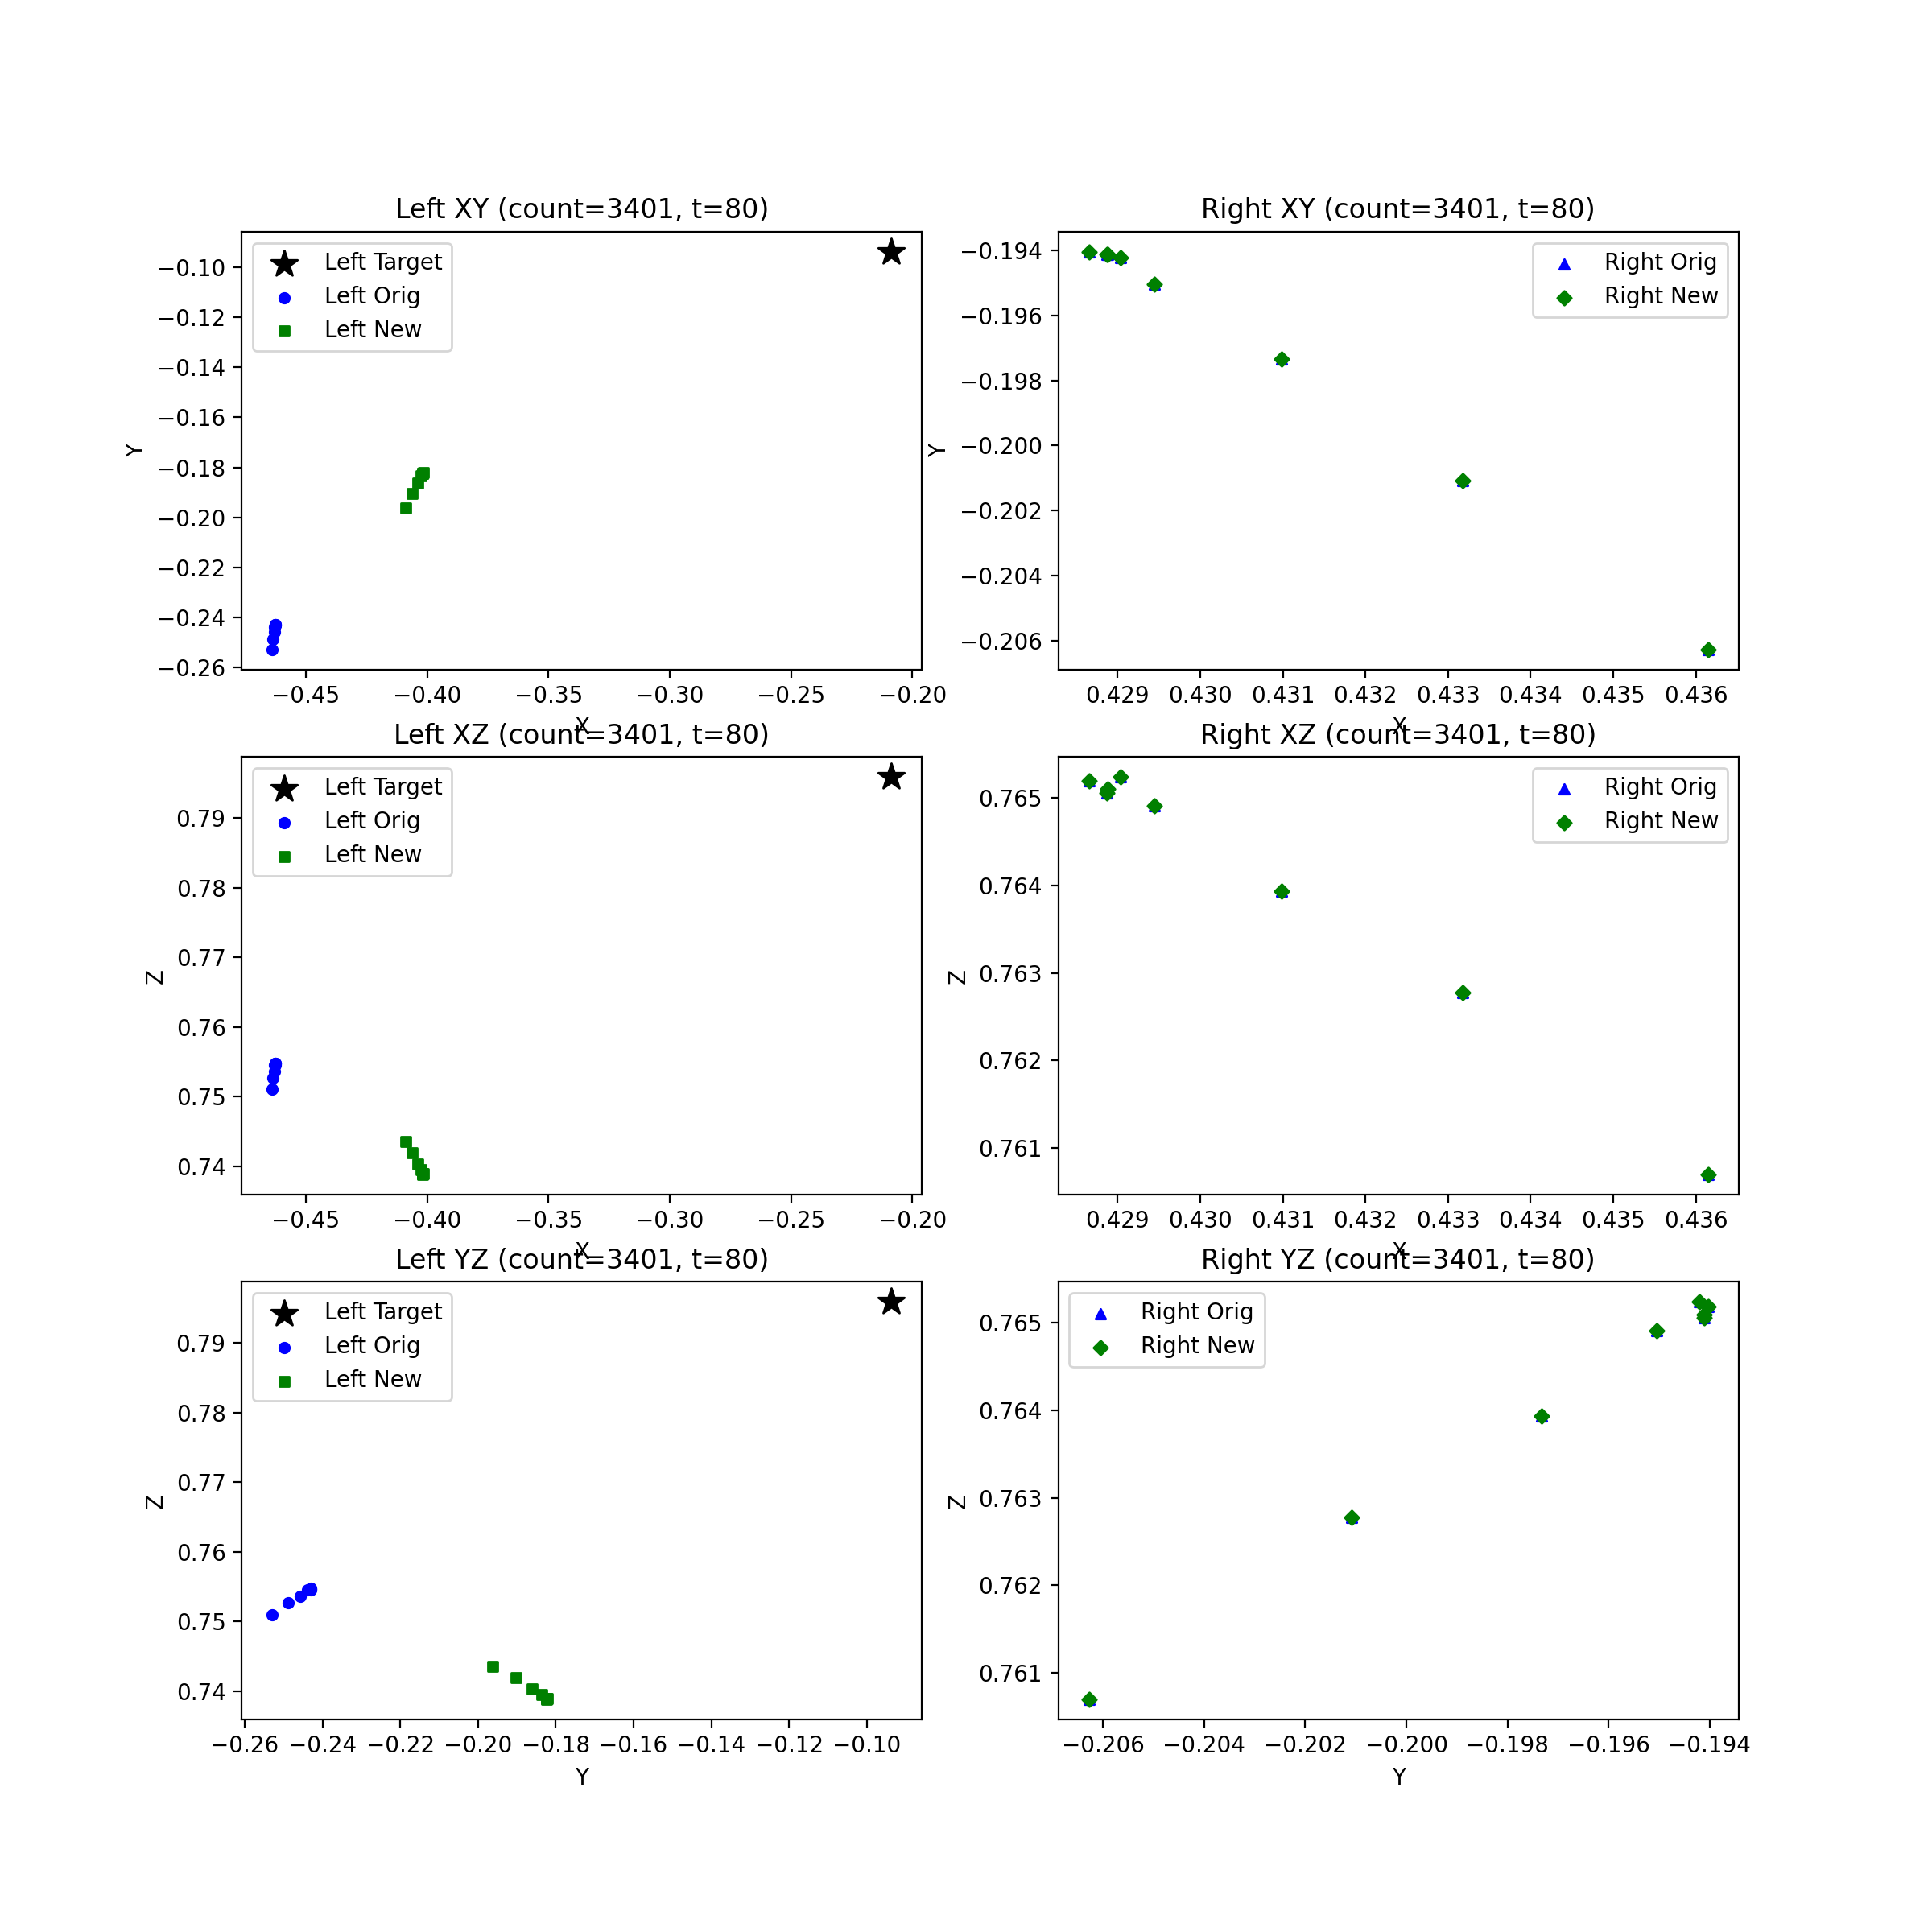 Left XY (count=3401, t=80)
Left Target
Left Orig
Left New
−0.10
−0.12
−0.14
−0.16
−0.18
−0.20
−0.22
−0.24
−0.26
Y
−0.45
−0.40
−0.35
−0.30
−0.25
−0.20
X
Right XY (count=3401, t=80)
Right Orig
Right New
−0.194
−0.196
−0.198
−0.200
−0.202
−0.204
−0.206
Y
0.429
0.430
0.431
0.432
0.433
0.434
0.435
0.436
X
Left XZ (count=3401, t=80)
Left Target
Left Orig
Left New
0.79
0.78
0.77
0.76
0.75
0.74
Z
−0.45
−0.40
−0.35
−0.30
−0.25
−0.20
X
Right XZ (count=3401, t=80)
Right Orig
Right New
0.765
0.764
0.763
0.762
0.761
Z
0.429
0.430
0.431
0.432
0.433
0.434
0.435
0.436
X
Left YZ (count=3401, t=80)
Left Target
Left Orig
Left New
0.79
0.78
0.77
0.76
0.75
0.74
Z
−0.26
−0.24
−0.22
−0.20
−0.18
−0.16
−0.14
−0.12
−0.10
Y
Right YZ (count=3401, t=80)
Right Orig
Right New
0.765
0.764
0.763
0.762
0.761
Z
−0.206
−0.204
−0.202
−0.200
−0.198
−0.196
−0.194
Y